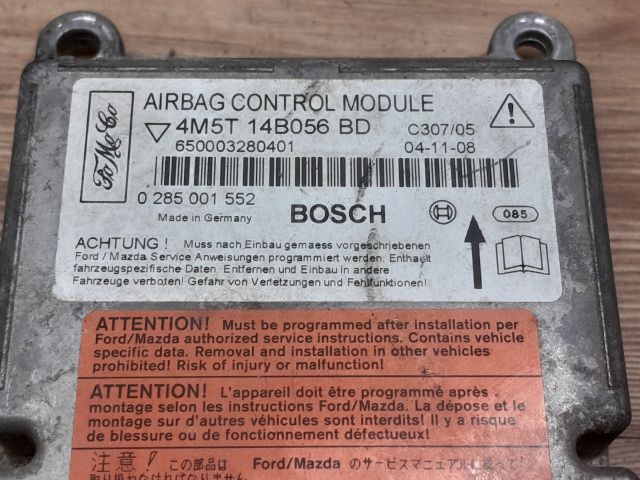 FoMoCo
AIRBAG CONTROL MODULE
4M5T 14B056 BD C307/05
650003280401 04-11-08
0 285 001 552
Made in Germany BOSCH 085
ACHTUNG ! Muss nach Einbau gemaess vorgeschriebenen
Ford / Mazda Service Anweisungen programmiert werden. Enthaelt
fahrzeugspezifische Daten. Entfernen und Einbau in andere
Fahrzeuge verboten! Gefahr von Verletzungen und Fehlfunktionen!
ATTENTION! Must be programmed after installation per
Ford/Mazda authorized service instructions. Contains vehicle
specific data. Removal and installation in other vehicles
prohibited! Risk of injury or malfunction!
ATTENTION! L'appareil doit être programmé après
montage selon les instructions Ford/Mazda. La dépose et le
montage sur d'autres véhicules sont interdits! Il y a risque
de blessure ou de fonctionnement défectueux!
注意! この部品は Ford/Mazda のサービスマニュアルに従って